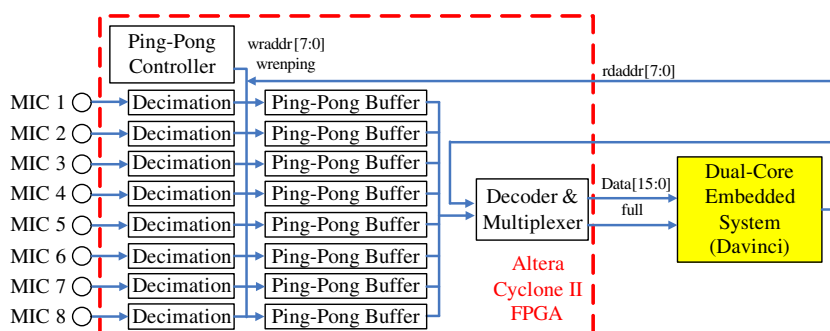 Ping-Pong
Controller
wraddr[7:0]
wrenping
rdaddr[7:0]
MIC 1
Decimation
Ping-Pong Buffer
MIC 2
Decimation
Ping-Pong Buffer
MIC 3
Decimation
Ping-Pong Buffer
MIC 4
Decimation
Ping-Pong Buffer
MIC 5
Decimation
Ping-Pong Buffer
MIC 6
Decimation
Ping-Pong Buffer
MIC 7
Decimation
Ping-Pong Buffer
MIC 8
Decimation
Ping-Pong Buffer
Decoder &
Multiplexer
Data[15:0]
full
Dual-Core
Embedded
System
(Davinci)
Altera
Cyclone II
FPGA